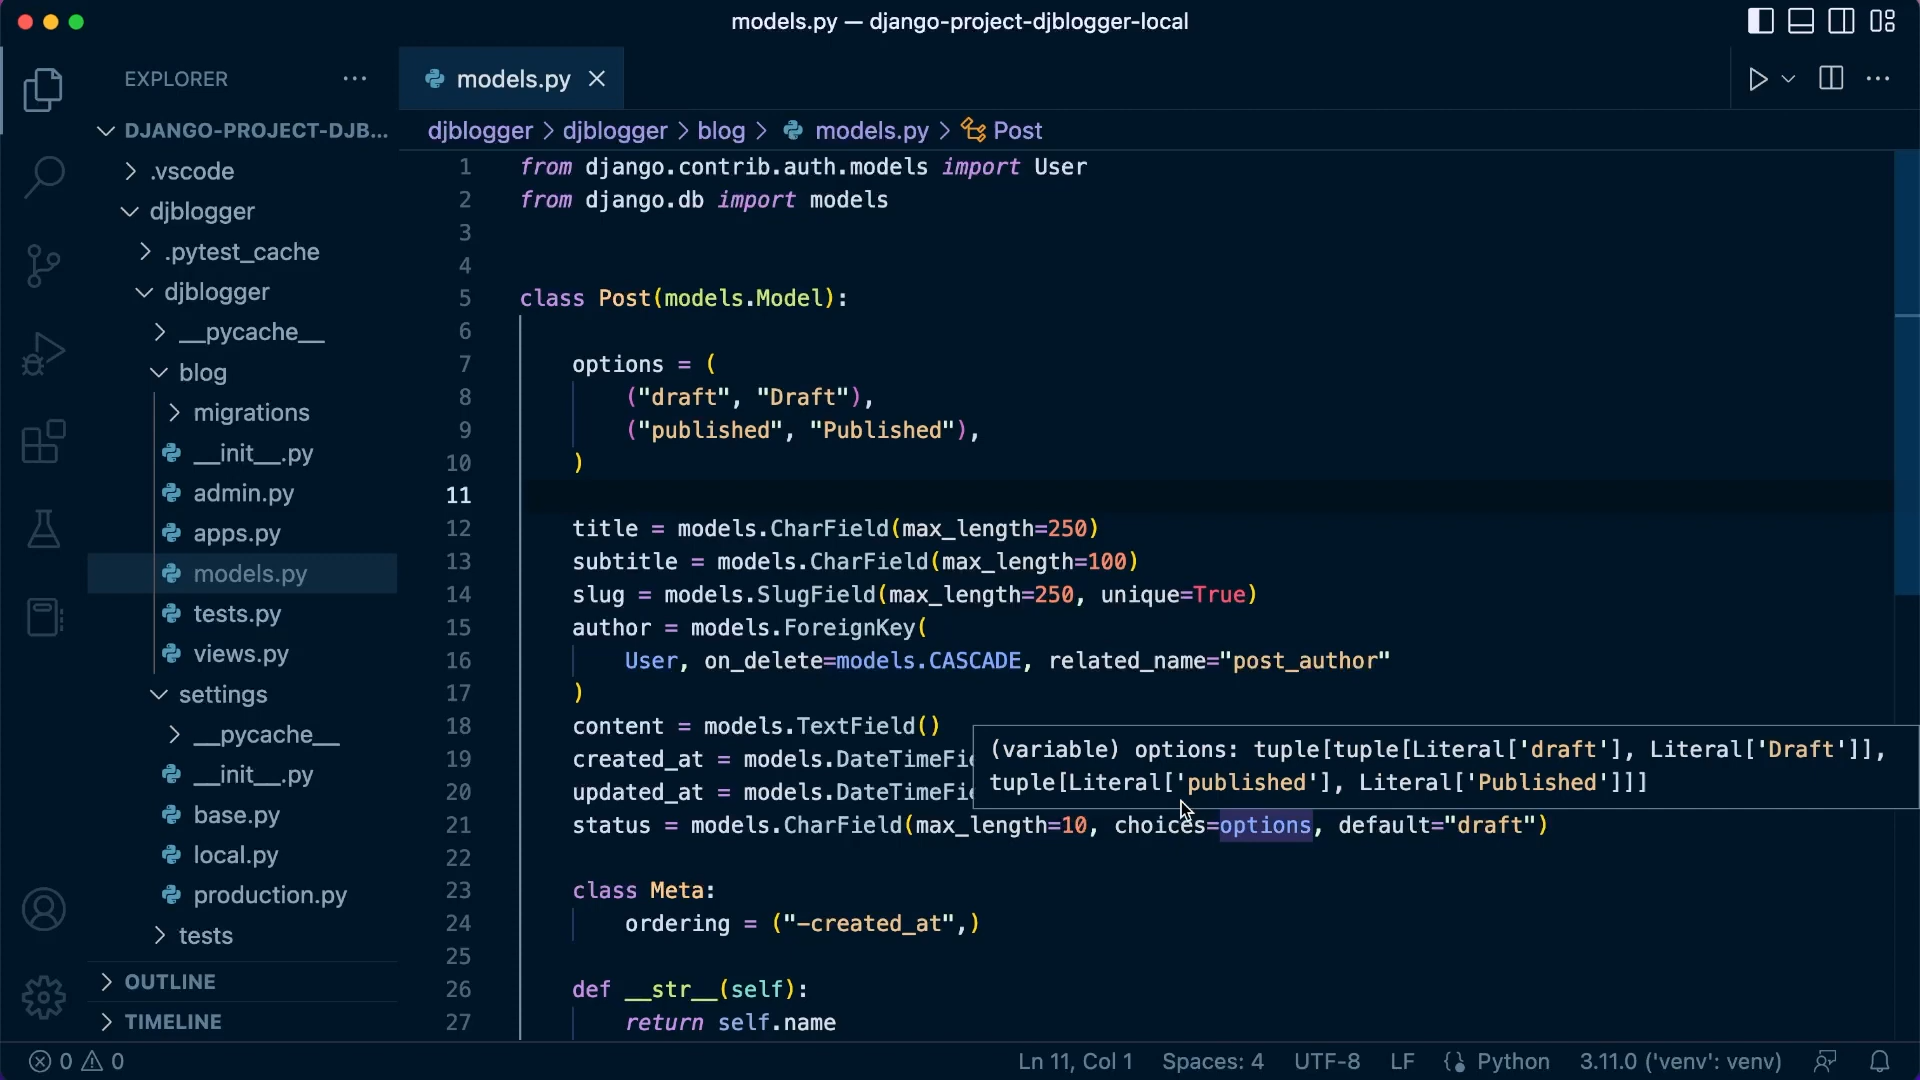 models.py — django-project-djblogger-local
EXPLORER
DJANGO-PROJECT-DJB...
.vscode
djblogger
.pytest_cache
djblogger
__pycache__
blog
migrations
__init__.py
admin.py
apps.py
models.py
tests.py
views.py
settings
__pycache__
__init__.py
base.py
local.py
production.py
tests
OUTLINE
TIMELINE
models.py
djblogger > djblogger > blog > models.py > Post
1 from django.contrib.auth.models import User
2 from django.db import models
3
4
5 class Post(models.Model):
6
7 options = (
8 ("draft", "Draft"),
9 ("published", "Published"),
10 )
11
12 title = models.CharField(max_length=250)
13 subtitle = models.CharField(max_length=100)
14 slug = models.SlugField(max_length=250, unique=True)
15 author = models.ForeignKey(
16 User, on_delete=models.CASCADE, related_name="post_author"
17 )
18 content = models.TextField()
(variable) options: tuple[tuple[Literal['draft'], Literal['Draft']],
tuple[Literal['published'], Literal['Published']]]
19 created_at = models.DateTimeFie
20 updated_at = models.DateTimeFie
21 status = models.CharField(max_length=10, choices=options, default="draft")
22
23 class Meta:
24 ordering = ("-created_at",)
25
26 def __str__(self):
27 return self.name
0 0 Ln 11, Col 1 Spaces: 4 UTF-8 LF Python 3.11.0 ('venv': venv)